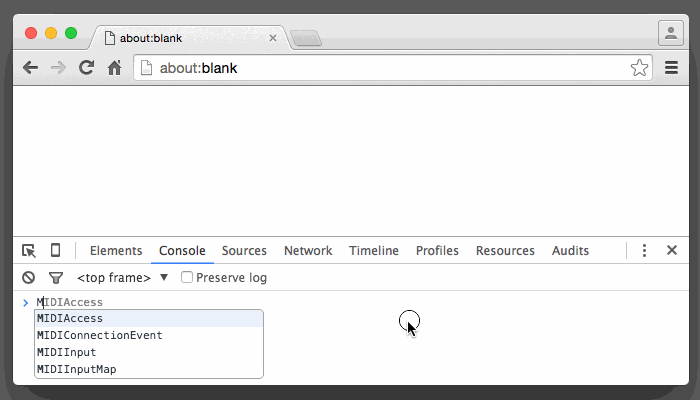 about:blank
about:blank
Elements Console Sources Network Timeline Profiles Resources Audits
<top frame> Preserve log
MIDIAccess
MIDIAccess
MIDIConnectionEvent
MIDIInput
MIDIInputMap